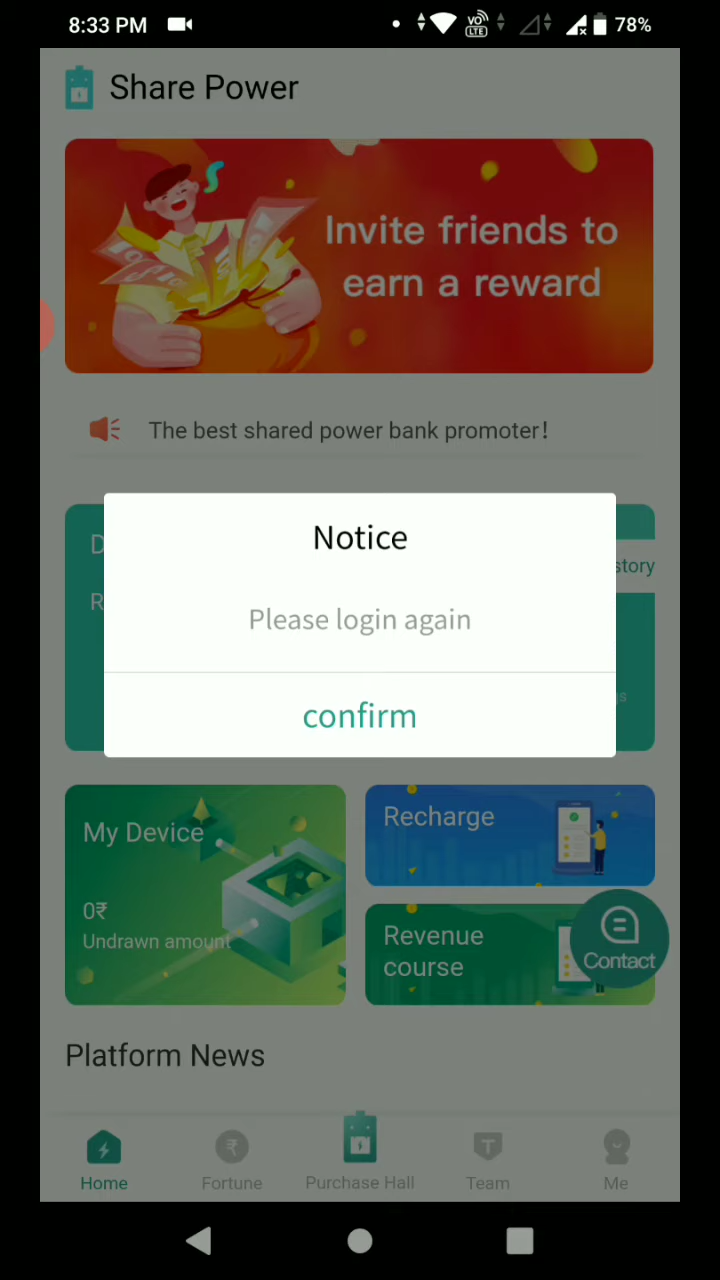 8:33 PM
VO
LTE
78%
Share Power
Invite friends to
earn a reward
The best shared power bank promoter!
D
R
story
Notice
Please login again
confirm
My Device
0₹
Undrawn amount
Recharge
Revenue
course
Contact
Platform News
Home
Fortune
Purchase Hall
Team
Me